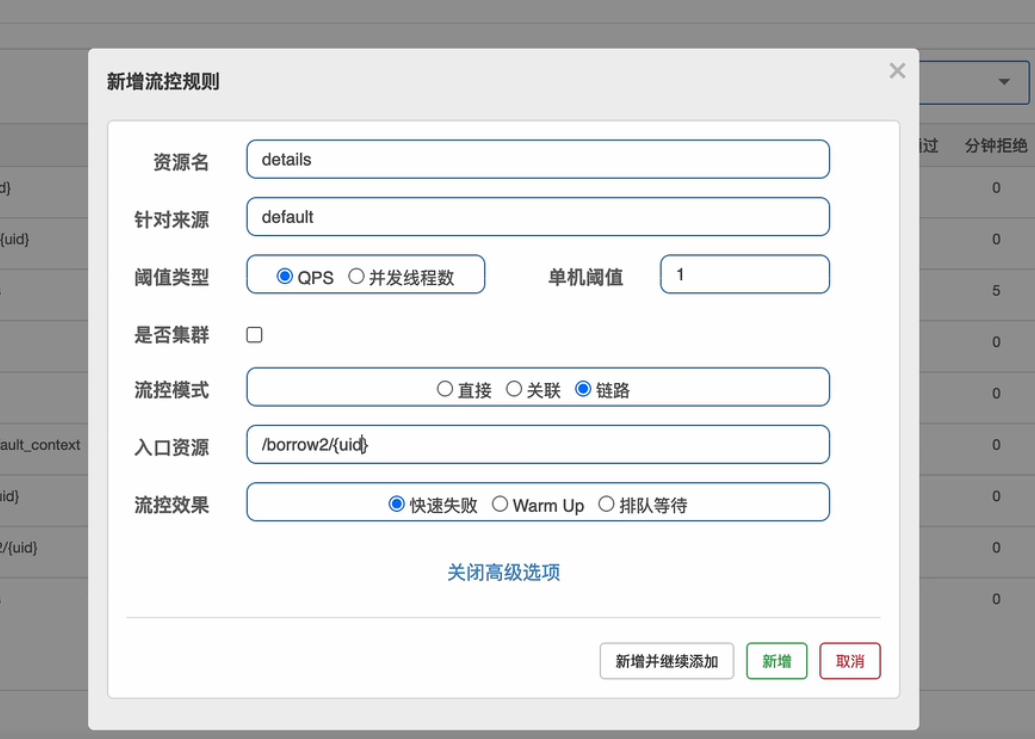 新增流控规则
×
过 分钟拒绝
资源名 details
d} 0
针对来源 default
{uid} 0
阈值类型 QPS 并发线程数 单机阈值 1
s 5
是否集群
0
流控模式 直接 关联 链路
0
入口资源 /borrow2/{uid}
ault_context 0
流控效果 快速失败 Warm Up 排队等待
uid} 0
2/{uid} 0
关闭高级选项
s 0
新增并继续添加 新增 取消